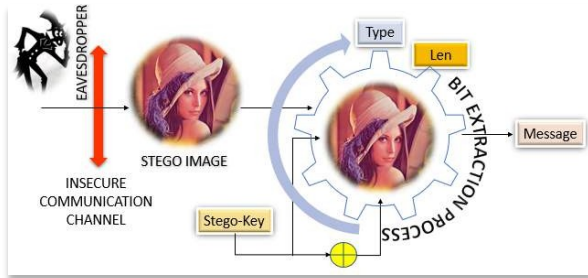 EAVESDROPPER
Type
Len
STEGO IMAGE
BIT EXTRACTION PROCESS
Message
INSECURE
COMMUNICATION
CHANNEL
Stego-Key